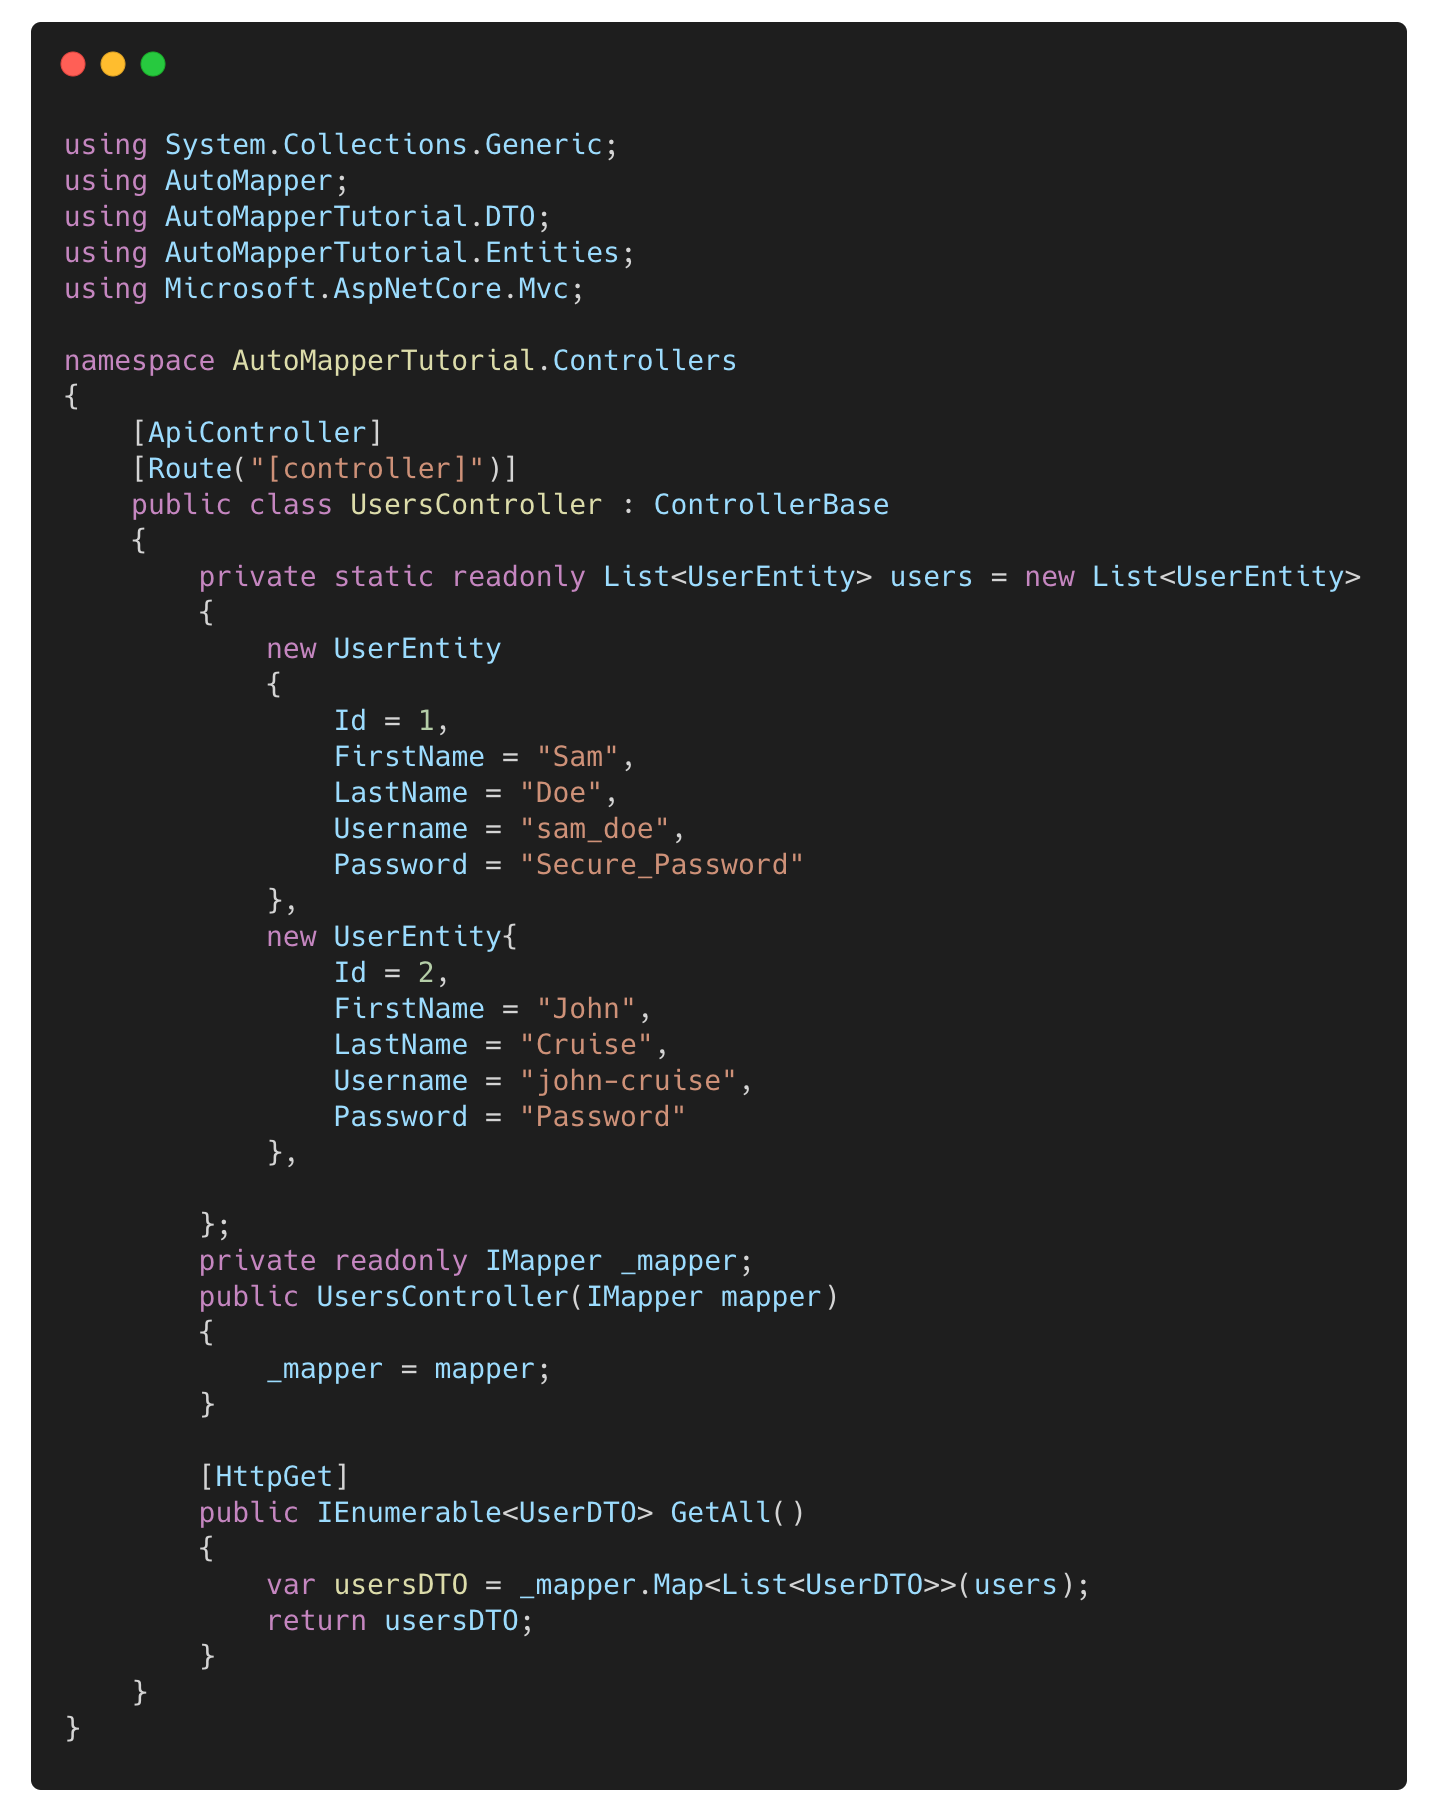 using System.Collections.Generic;
using AutoMapper;
using AutoMapperTutorial.DTO;
using AutoMapperTutorial.Entities;
using Microsoft.AspNetCore.Mvc;

namespace AutoMapperTutorial.Controllers
{
    [ApiController]
    [Route("[controller]")]
    public class UsersController : ControllerBase
    {
        private static readonly List<UserEntity> users = new List<UserEntity>
        {
            new UserEntity
            {
                Id = 1,
                FirstName = "Sam",
                LastName = "Doe",
                Username = "sam_doe",
                Password = "Secure_Password"
            },
            new UserEntity{
                Id = 2,
                FirstName = "John",
                LastName = "Cruise",
                Username = "john-cruise",
                Password = "Password"
            },

        };
        private readonly IMapper _mapper;
        public UsersController(IMapper mapper)
        {
            _mapper = mapper;
        }

        [HttpGet]
        public IEnumerable<UserDTO> GetAll()
        {
            var usersDTO = _mapper.Map<List<UserDTO>>(users);
            return usersDTO;
        }
    }
}